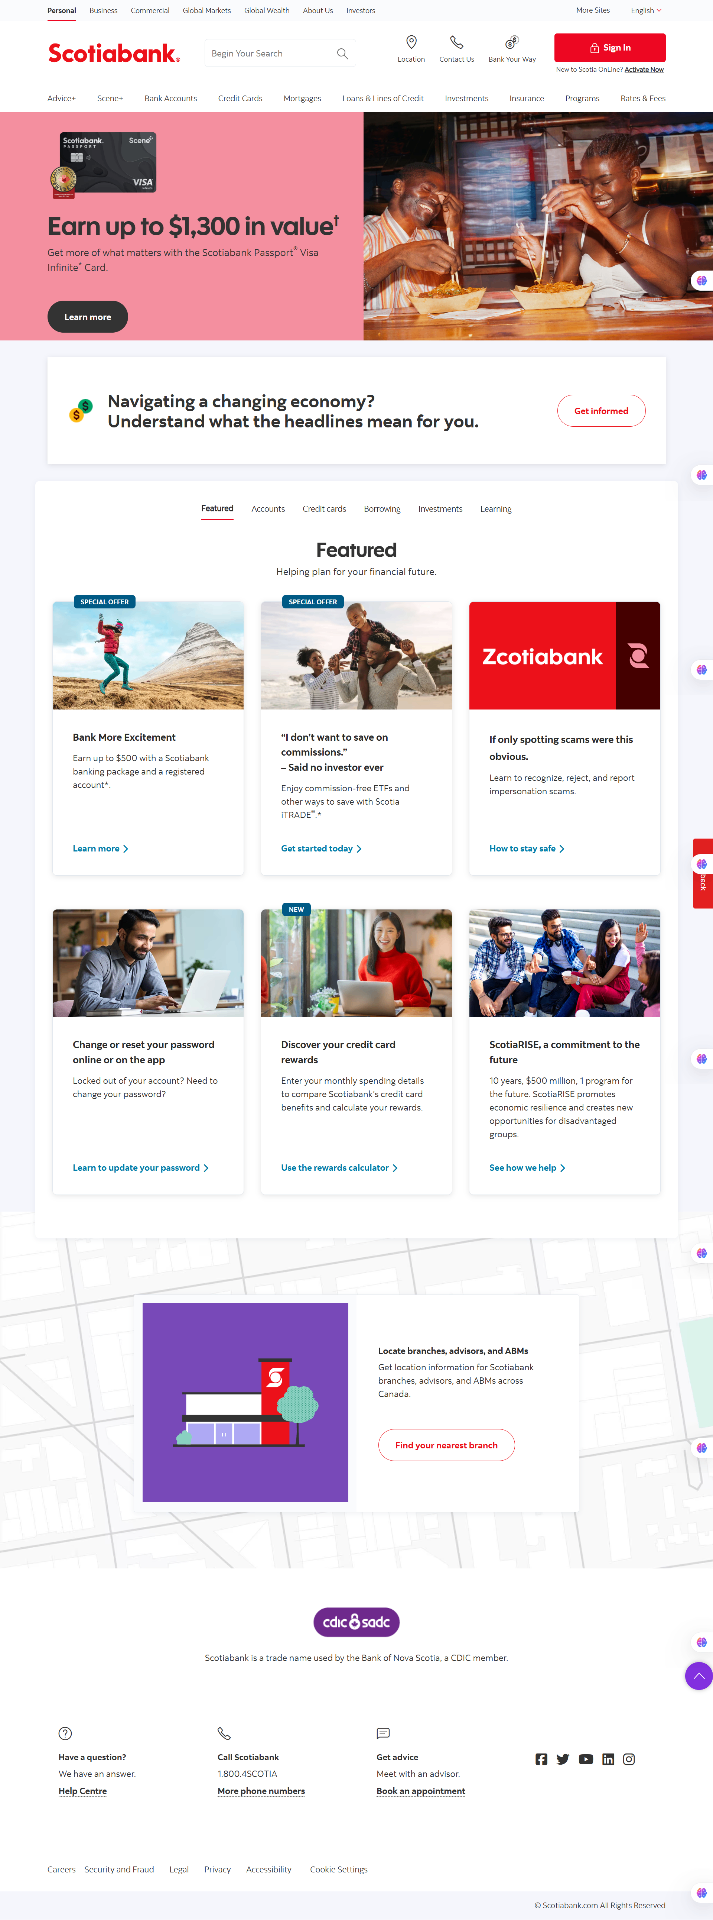 Personal Business Commercial Global Markets Global Wealth About Us Investors More Sites English
Scotiabank®
Begin Your Search
Location
Contact Us
Bank Your Way
Sign In
New to Scotia OnLine? Activate Now
Advice+ Scene+ Bank Accounts Credit Cards Mortgages Loans & Lines of Credit Investments Insurance Programs Rates & Fees
Scotiabank.
PASSPORT
Scene+
VISA
Earn up to $1,300 in value†
Get more of what matters with the Scotiabank Passport® Visa
Infinite* Card.
Learn more
Navigating a changing economy?
Understand what the headlines mean for you.
Get informed
Featured Accounts Credit cards Borrowing Investments Learning
Featured
Helping plan for your financial future.
SPECIAL OFFER
Bank More Excitement
Earn up to $500 with a Scotiabank
banking package and a registered
account*.
Learn more
SPECIAL OFFER
“I don't want to save on
commissions.”
– Said no investor ever
Enjoy commission-free ETFs and
other ways to save with Scotia
iTRADE®.*
Get started today
Zcotiabank
If only spotting scams were this
obvious.
Learn to recognize, reject, and report
impersonation scams.
How to stay safe
Change or reset your password
online or on the app
Locked out of your account? Need to
change your password?
Learn to update your password
NEW
Discover your credit card
rewards
Enter your monthly spending details
to compare Scotiabank's credit card
benefits and calculate your rewards.
Use the rewards calculator
ScotiaRISE, a commitment to the
future
10 years, $500 million, 1 program for
the future. ScotiaRISE promotes
economic resilience and creates new
opportunities for disadvantaged
groups.
See how we help
back
Locate branches, advisors, and ABMs
Get location information for Scotiabank
branches, advisors, and ABMs across
Canada.
Find your nearest branch
cdic sadc
Scotiabank is a trade name used by the Bank of Nova Scotia, a CDIC member.
Have a question?
We have an answer.
Help Centre
Call Scotiabank
1.800.4SCOTIA
More phone numbers
Get advice
Meet with an advisor.
Book an appointment
Careers Security and Fraud Legal Privacy Accessibility Cookie Settings
© Scotiabank.com All Rights Reserved